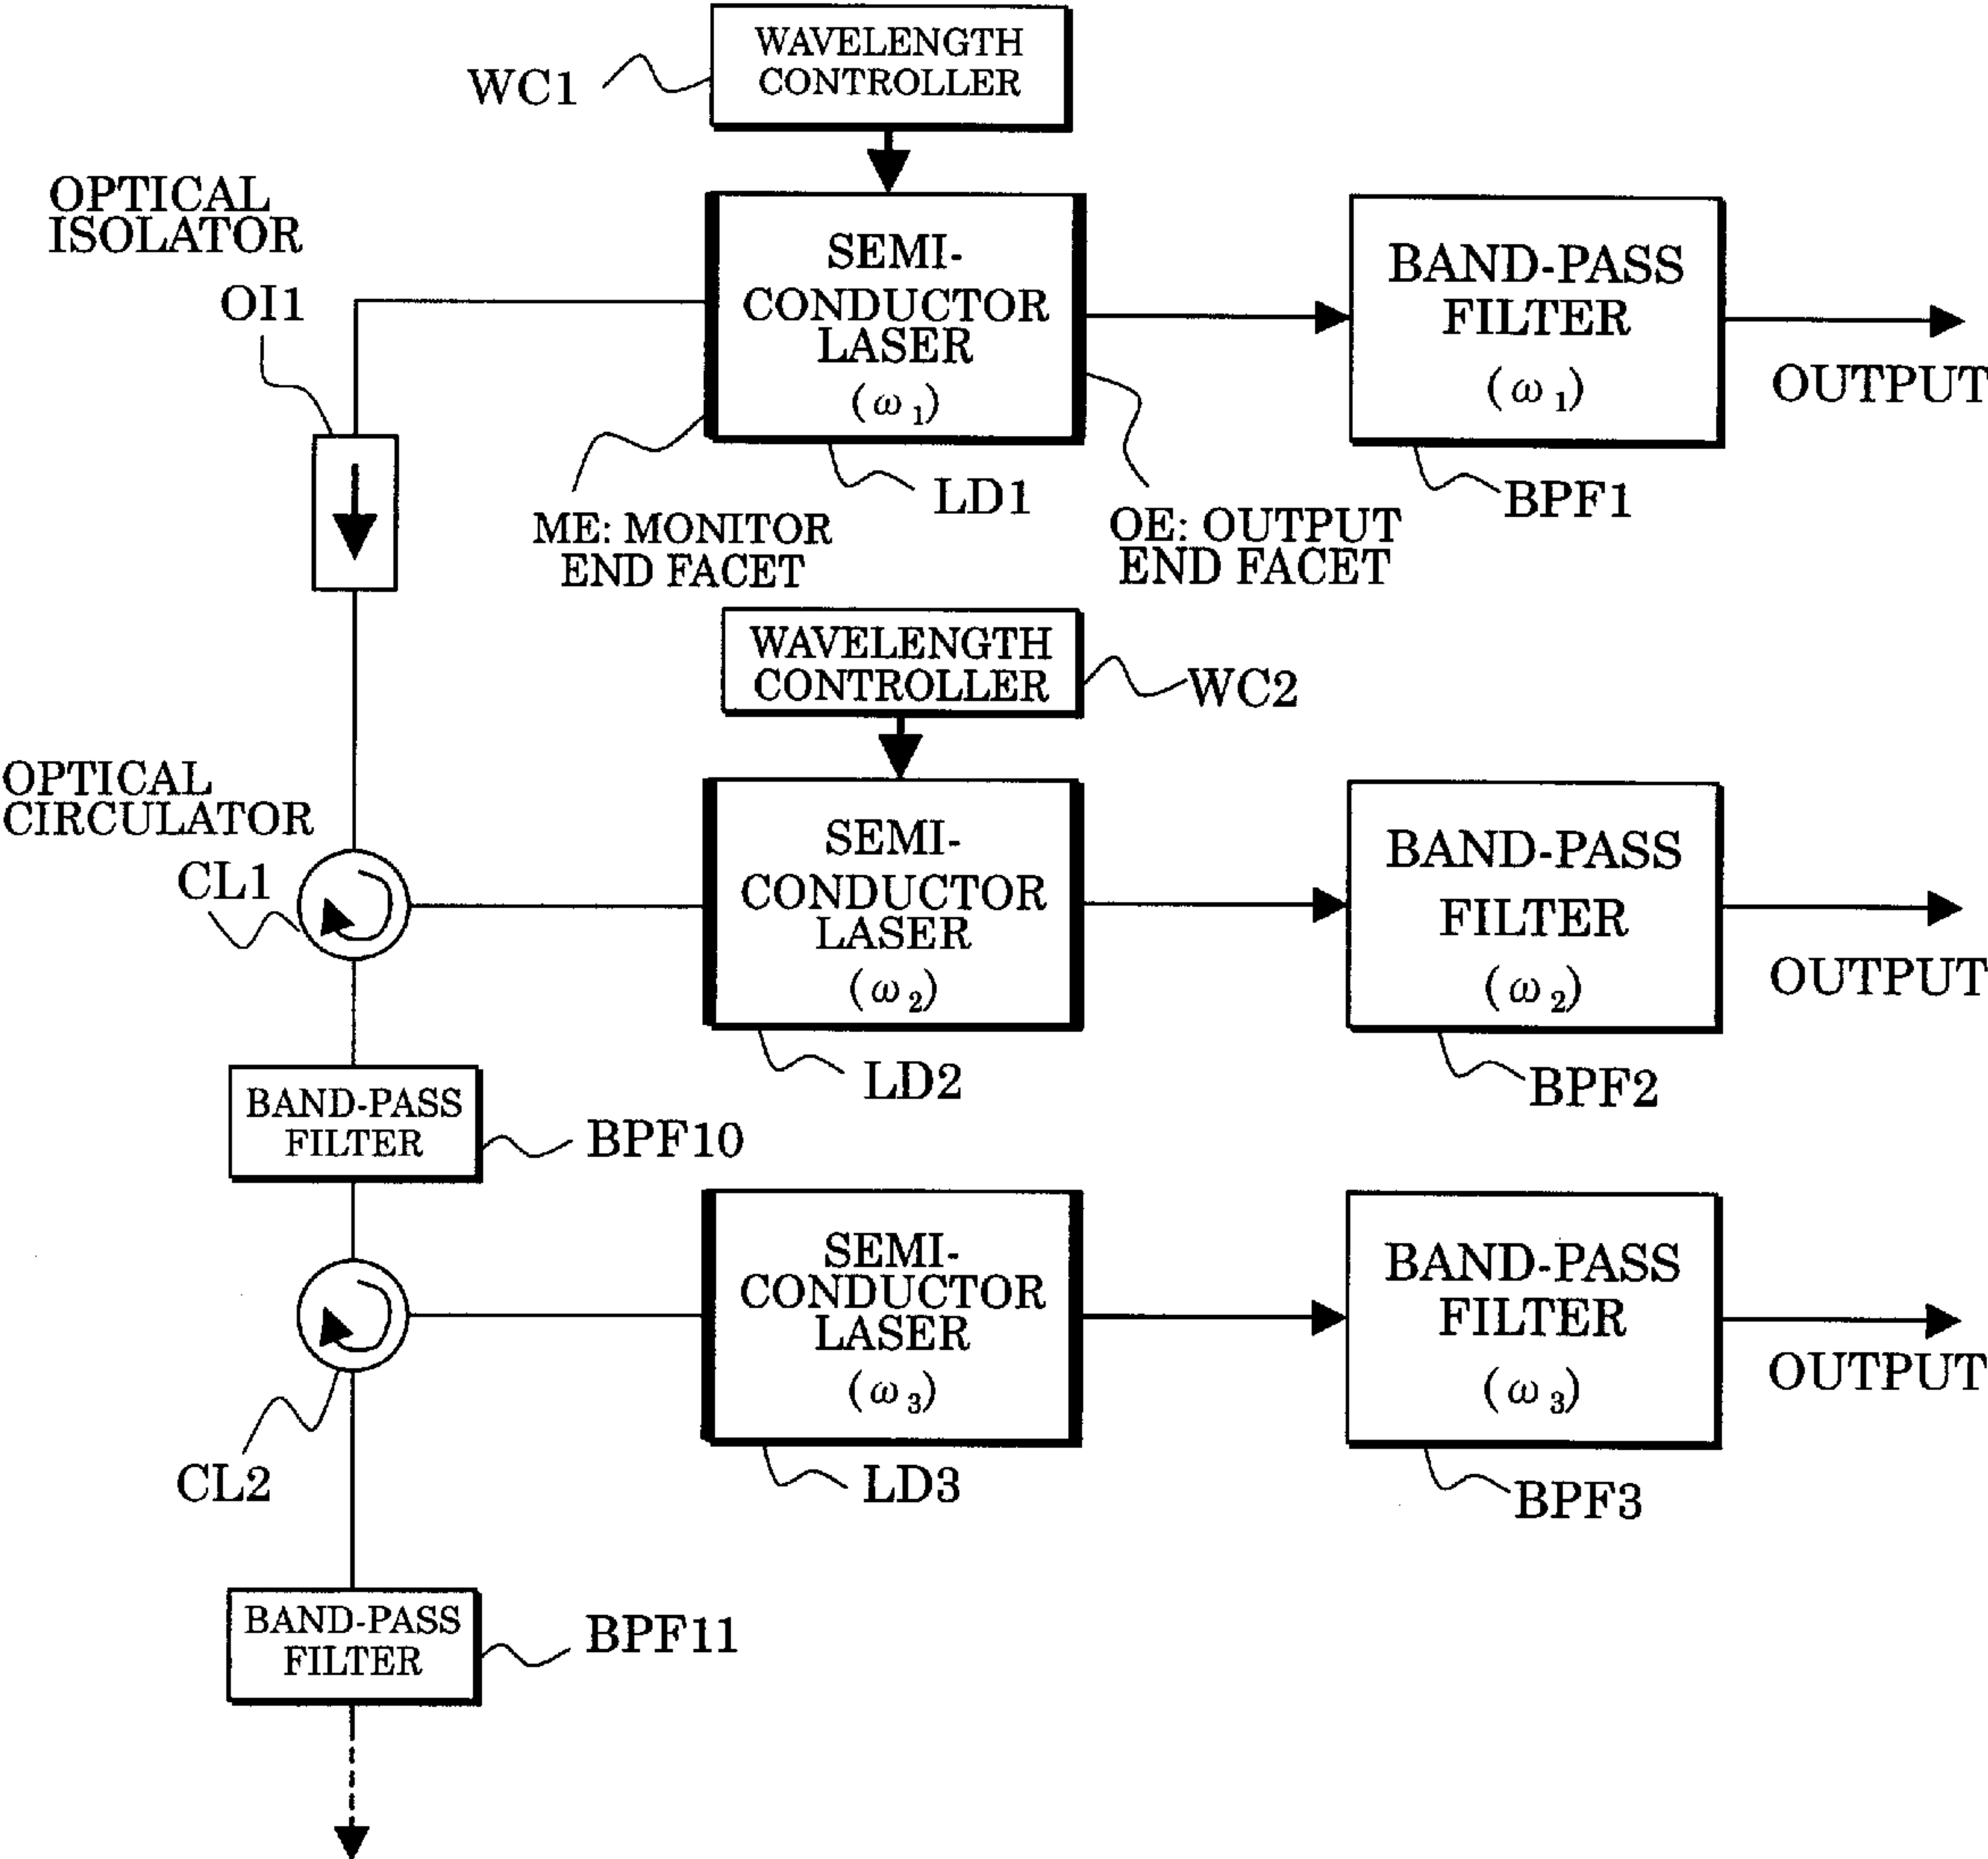 WAVELENGTH
CONTROLLER
WC1
OPTICAL
ISOLATOR
OI1
SEMI-
CONDUCTOR
LASER
(ω1)
BAND-PASS
FILTER
(ω1)
OUTPUT
LD1
BPF1
ME: MONITOR
END FACET
OE: OUTPUT
END FACET
WAVELENGTH
CONTROLLER
WC2
OPTICAL
CIRCULATOR
CL1
SEMI-
CONDUCTOR
LASER
(ω2)
BAND-PASS
FILTER
(ω2)
OUTPUT
LD2
BPF2
BAND-PASS
FILTER
BPF10
SEMI-
CONDUCTOR
LASER
(ω3)
BAND-PASS
FILTER
(ω3)
OUTPUT
CL2
LD3
BPF3
BAND-PASS
FILTER
BPF11